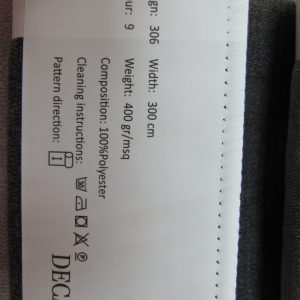 gn: 306 Width: 300 cm
ur: 9 Weight: 400 gr/msq
Composition: 100%Polyester
Cleaning instructions:
Pattern direction:
DEC